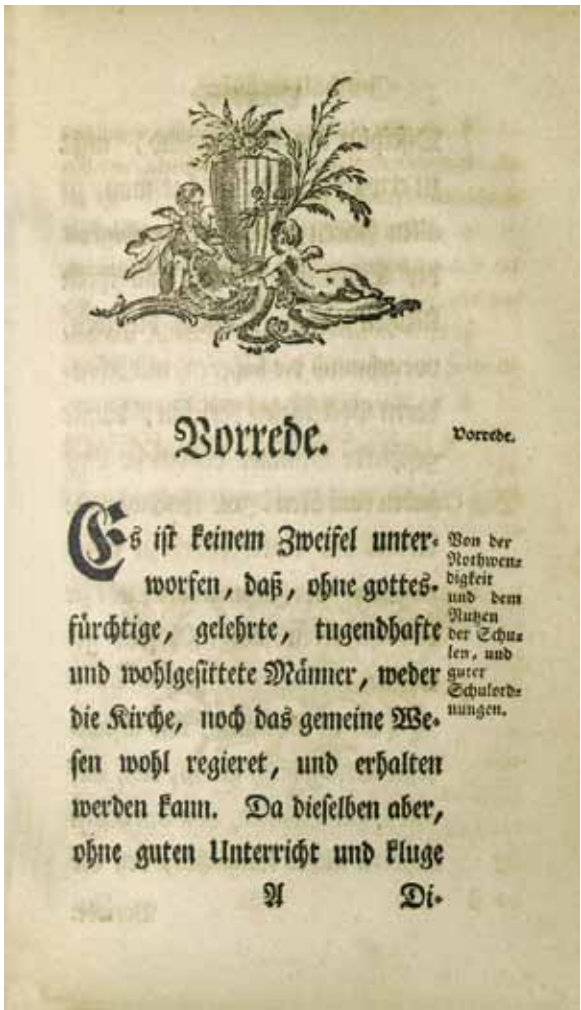 Vorrede.
Vorrede.
Es ist keinem Zweifel unter-
worfen, daß, ohne gottes-
fürchtige, gelehrte, tugendhafte
und wohlgesittete Männer, weder
die Kirche, noch das gemeine We-
sen wohl regieret, und erhalten
werden kann. Da dieselben aber,
ohne guten Unterricht und kluge
A Di-
Von der
Nothwen-
digkeit
und dem
Nutzen
der Schu-
len, und
guter
Schulord-
nungen.